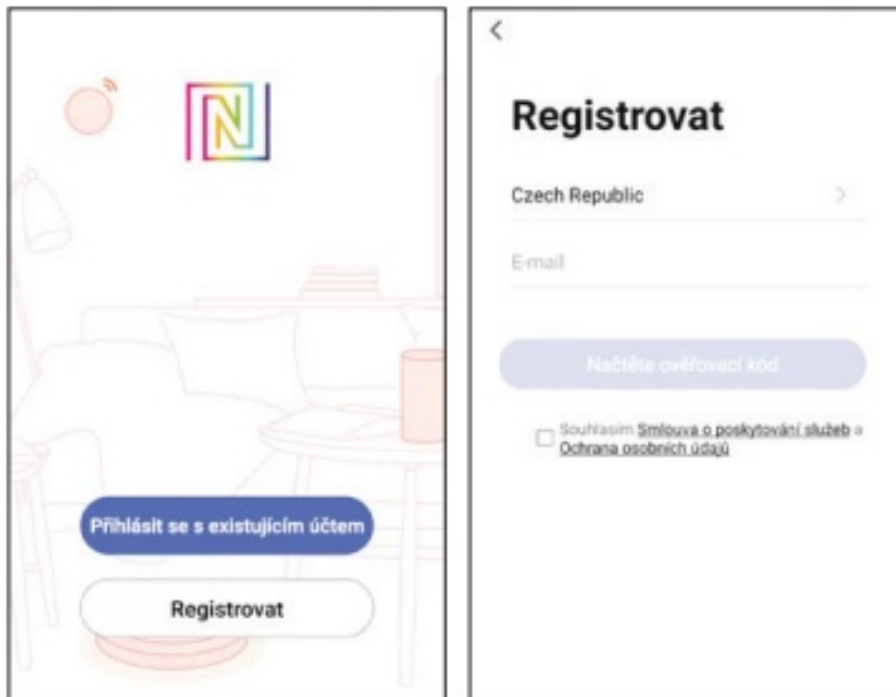 N
Přihlásit se s existujícím účtem
Registrovat
Registrovat
Czech Republic
E-mail
Načtěte ověřovací kód
Souhlasím Smlouva o poskytování služeb a
Ochrana osobních údajů